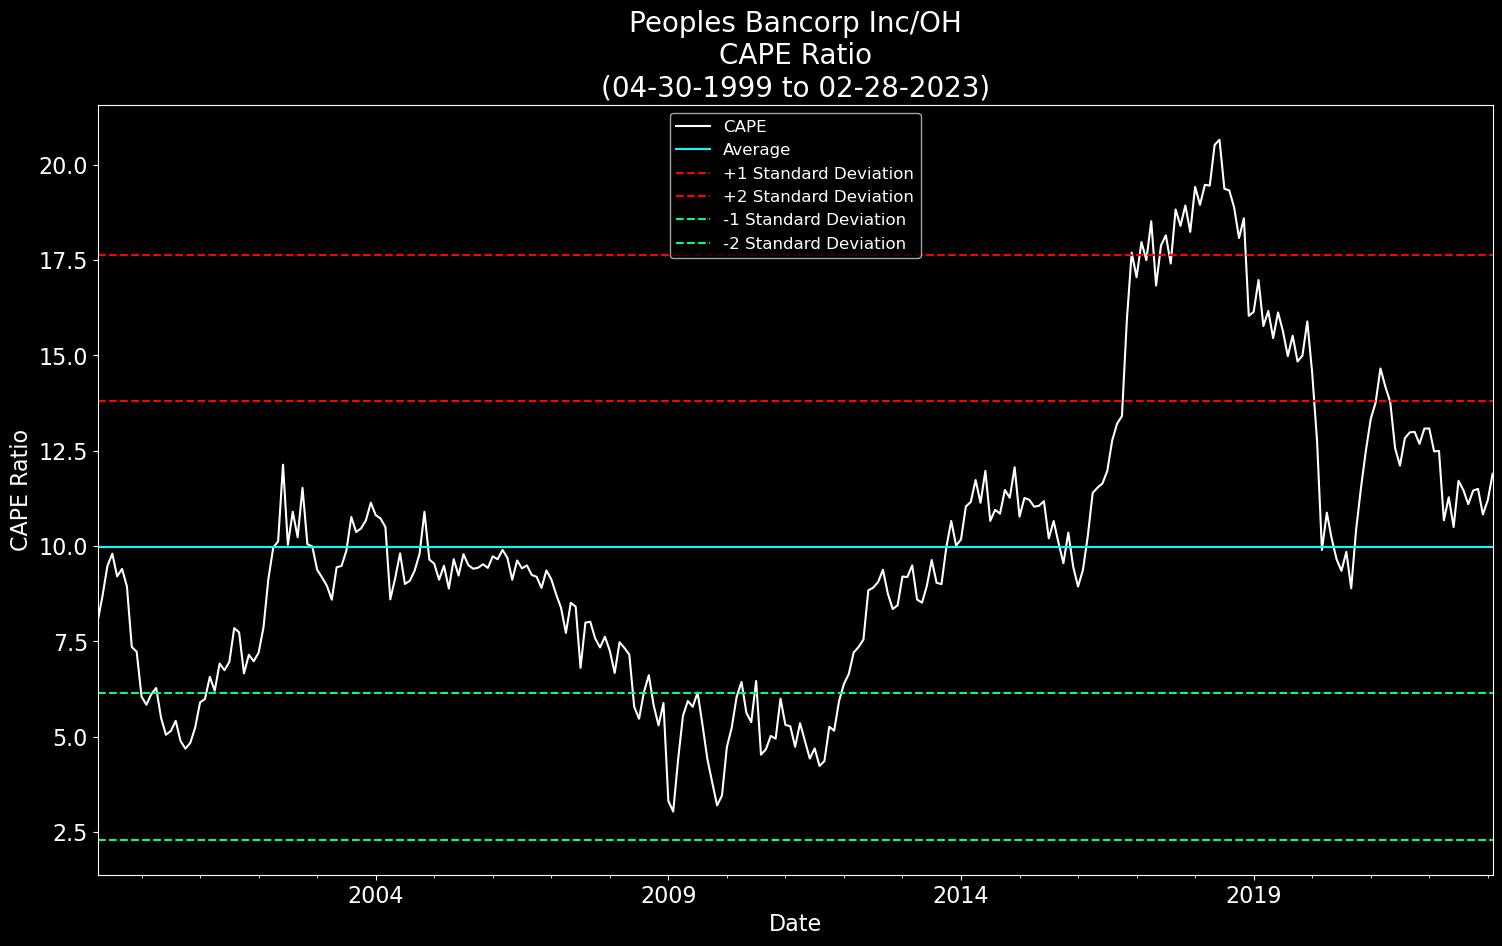 Peoples Bancorp Inc/OH
CAPE Ratio
(04-30-1999 to 02-28-2023)
CAPE
Average
+1 Standard Deviation
+2 Standard Deviation
-1 Standard Deviation
-2 Standard Deviation
20.0
17.5
15.0
12.5
10.0
7.5
5.0
2.5
CAPE Ratio
2004
2009
2014
2019
Date